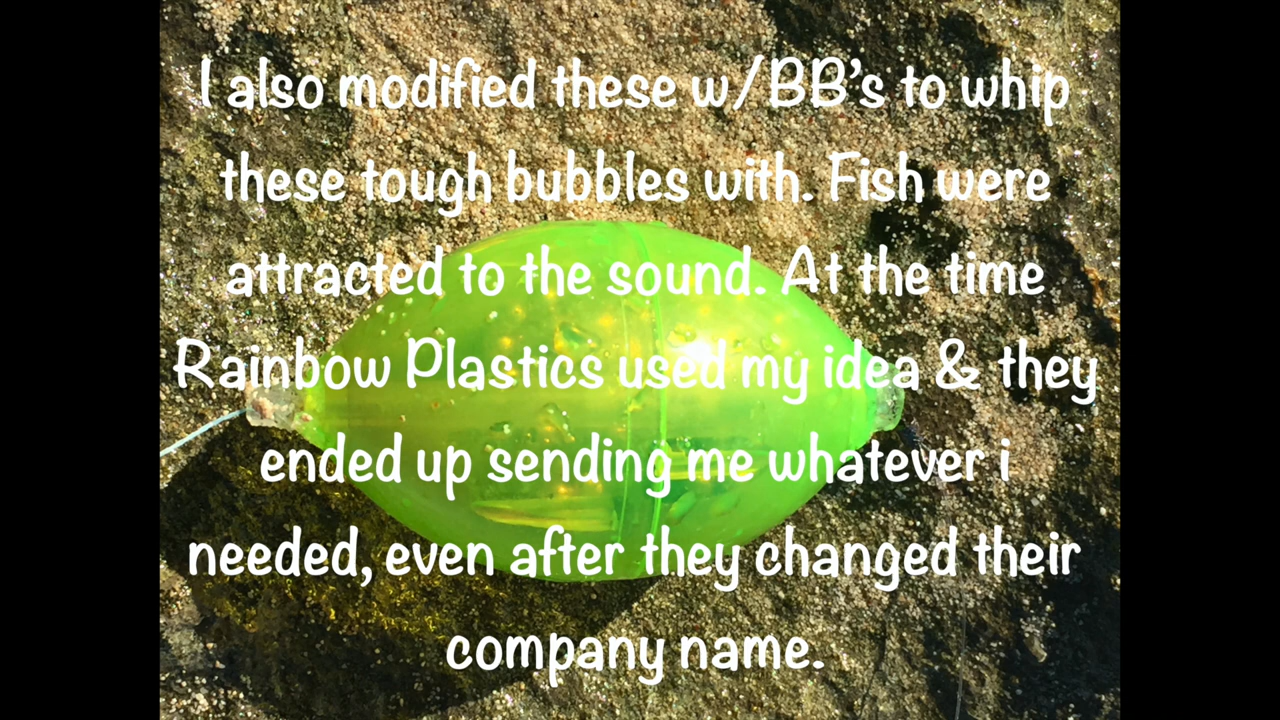 I also modified these w/BB's to whip
these tough bubbles with. Fish were
attracted to the sound. At the time
Rainbow Plastics used my idea & they
ended up sending me whatever i
needed, even after they changed their
company name.